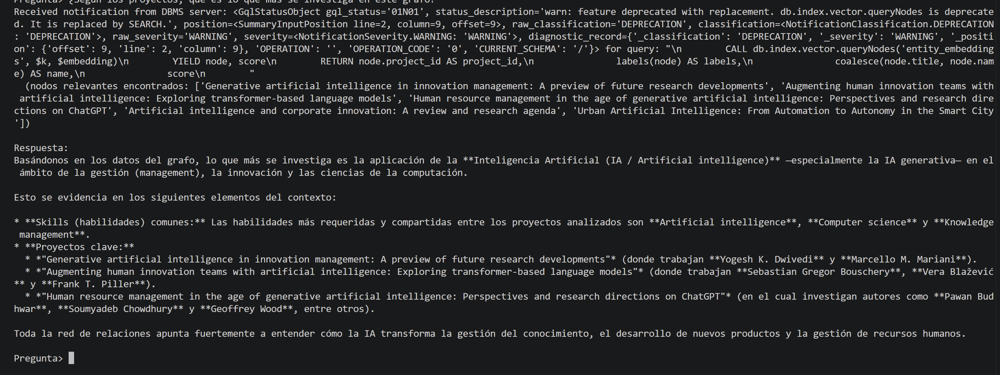 Pregunta> ¿Según los proyectos, que es lo que más se investiga en este grafo?
Received notification from DBMS server: <GqlStatusObject gql_status='01N01', status_description='warn: feature deprecated with replacement. db.index.vector.queryNodes is deprecate
d. It is replaced by SEARCH.', position=<SummaryInputPosition line=2, column=9, offset=9>, raw_classification='DEPRECATION', classification=<NotificationClassification.DEPRECATION
: 'DEPRECATION'>, raw_severity='WARNING', severity=<NotificationSeverity.WARNING: 'WARNING'>, diagnostic_record={'_classification': 'DEPRECATION', '_severity': 'WARNING', '_positi
on': {'offset': 9, 'line': 2, 'column': 9}, 'OPERATION': '', 'OPERATION_CODE': '0', 'CURRENT_SCHEMA': '/'}> for query: "\n        CALL db.index.vector.queryNodes('entity_embedding
s', $k, $embedding)\n        YIELD node, score\n        RETURN node.project_id AS project_id,\n               labels(node) AS labels,\n               coalesce(node.title, node.nam
e) AS name,\n               score\n        "
  (nodos relevantes encontrados: ['Generative artificial intelligence in innovation management: A preview of future research developments', 'Augmenting human innovation teams with
 artificial intelligence: Exploring transformer-based language models', 'Human resource management in the age of generative artificial intelligence: Perspectives and research dire
ctions on ChatGPT', 'Artificial intelligence and corporate innovation: A review and research agenda', 'Urban Artificial Intelligence: From Automation to Autonomy in the Smart City
'])
Respuesta:
Basándonos en los datos del grafo, lo que más se investiga es la aplicación de la **Inteligencia Artificial (IA / Artificial intelligence)** —especialmente la IA generativa— en el
 ámbito de la gestión (management), la innovación y las ciencias de la computación.
Esto se evidencia en los siguientes elementos del contexto:
* **Skills (habilidades) comunes:** Las habilidades más requeridas y compartidas entre los proyectos analizados son **Artificial intelligence**, **Computer science** y **Knowledge
 management**.
* **Proyectos clave:**
  * *"Generative artificial intelligence in innovation management: A preview of future research developments"* (donde trabajan **Yogesh K. Dwivedi** y **Marcello M. Mariani**).
  * *"Augmenting human innovation teams with artificial intelligence: Exploring transformer-based language models"* (donde trabajan **Sebastian Gregor Bouschery**, **Vera Blažević
** y **Frank T. Piller**).
  * *"Human resource management in the age of generative artificial intelligence: Perspectives and research directions on ChatGPT"* (en el cual investigan autores como **Pawan Bud
hwar**, **Soumyadeb Chowdhury** y **Geoffrey Wood**, entre otros).
Toda la red de relaciones apunta fuertemente a entender cómo la IA transforma la gestión del conocimiento, el desarrollo de nuevos productos y la gestión de recursos humanos.
Pregunta>